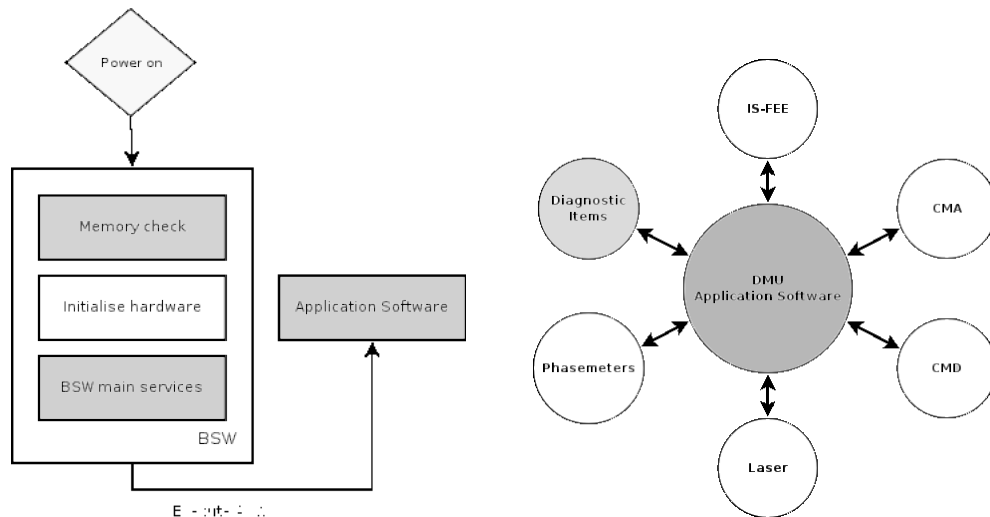 Power on
Memory check
Initialise hardware
BSW main services
BSW
Application Software
IS-FEE
Diagnostic
Items
CMA
DMU
Application Software
Phasemeters
CMD
Laser